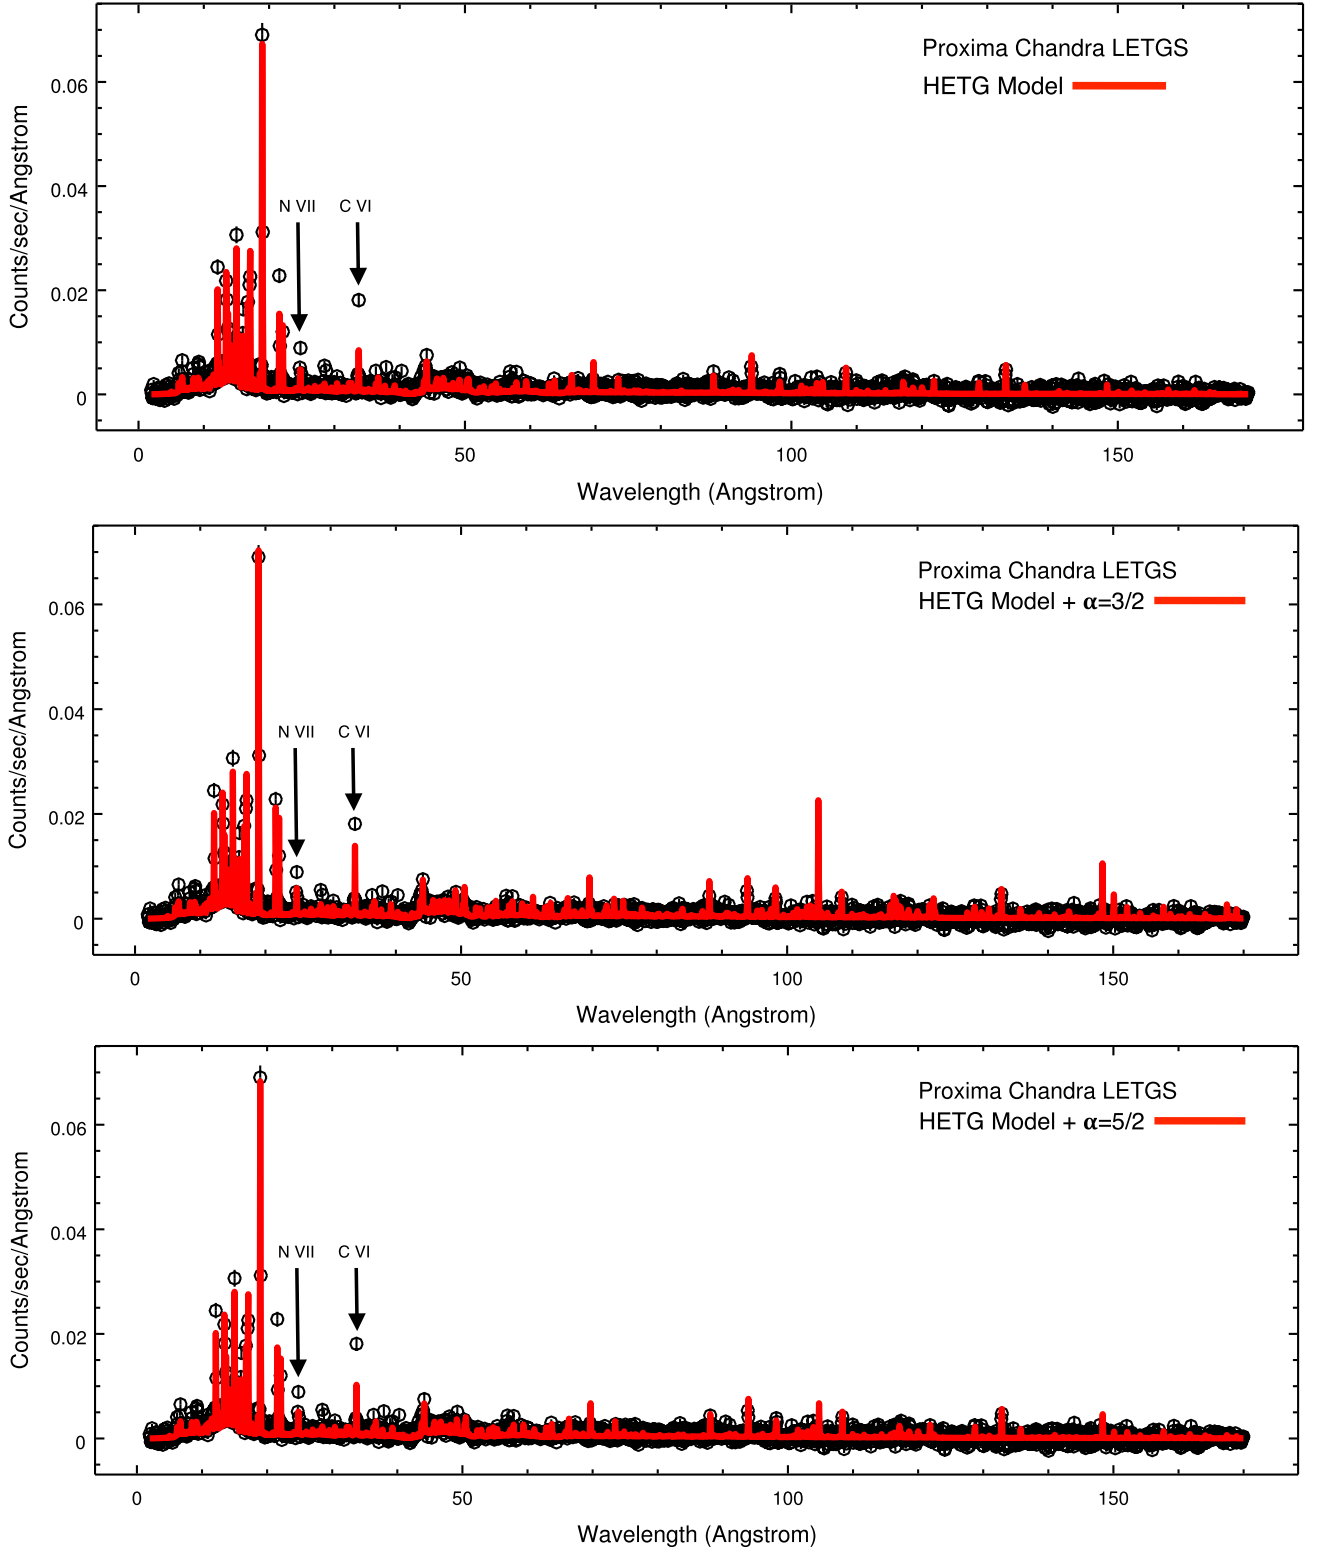 Proxima Chandra LETGS
HETG Model
N VII
C VI
Counts/sec/Angstrom
0.06
0.04
0.02
0
0
50
100
150
Wavelength (Angstrom)
Proxima Chandra LETGS
HETG Model + α=3/2
N VII
C VI
Counts/sec/Angstrom
0.06
0.04
0.02
0
0
50
100
150
Wavelength (Angstrom)
Proxima Chandra LETGS
HETG Model + α=5/2
N VII
C VI
Counts/sec/Angstrom
0.06
0.04
0.02
0
0
50
100
150
Wavelength (Angstrom)